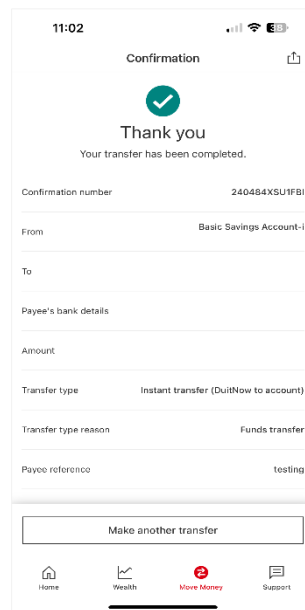 11:02
38
Confirmation
Thank you
Your transfer has been completed.
Confirmation number 240484XSU1FBI
From Basic Savings Account-i
To
Payee's bank details
Amount
Transfer type Instant transfer (DuitNow to account)
Transfer type reason Funds transfer
Payee reference testing
Make another transfer
Home Wealth Move Money Support